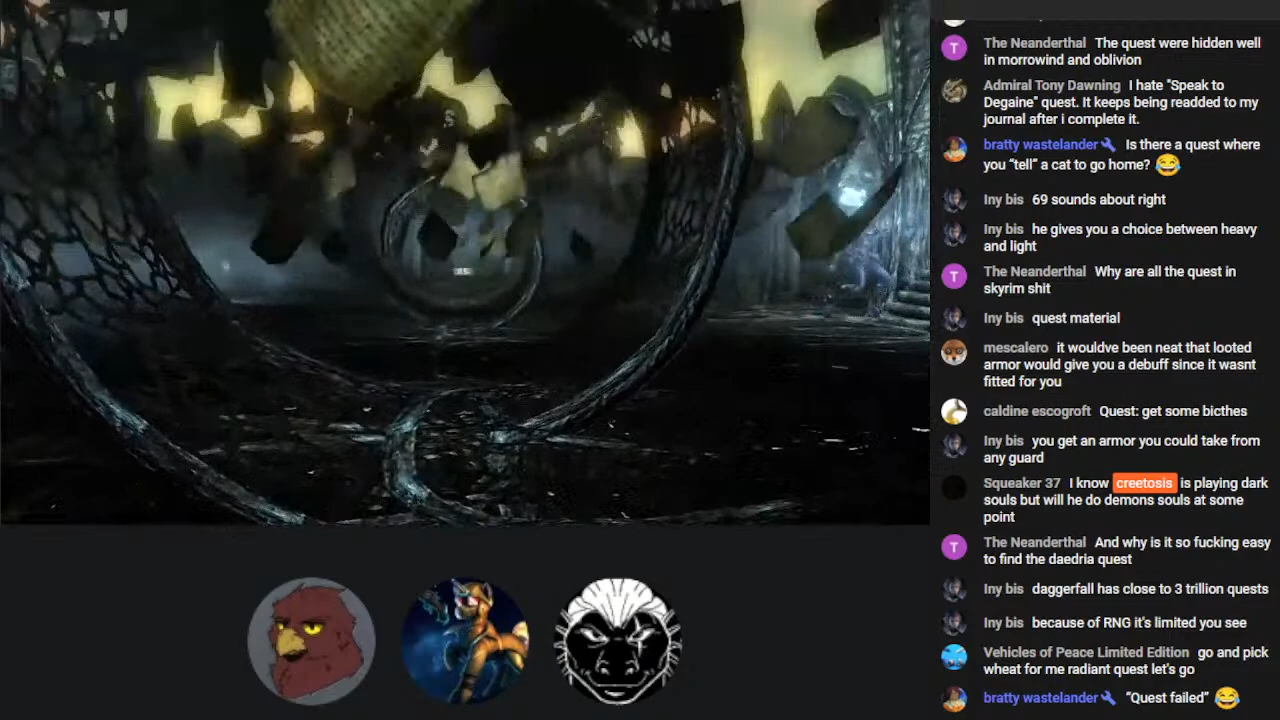 The Neanderthal The quest were hidden well
in morrowind and oblivion
Admiral Tony Dawning I hate "Speak to
Degaine" quest. It keeps being readded to my
journal after i complete it.
bratty wastelander Is there a quest where
you “tell” a cat to go home? 😂
Iny bis 69 sounds about right
Iny bis he gives you a choice between heavy
and light
T
The Neanderthal Why are all the quest in
skyrim shit
Iny bis quest material
mescalero it wouldve been neat that looted
armor would give you a debuff since it wasnt
fitted for you
caldine escogroft Quest: get some bicthes
Iny bis you get an armor you could take from
any guard
Squeaker 37 I know creetosis is playing dark
souls but will he do demons souls at some
point
The Neanderthal And why is it so fucking easy
to find the daedria quest
Iny bis daggerfall has close to 3 trillion quests
Iny bis because of RNG it's limited you see
Vehicles of Peace Limited Edition go and pick
wheat for me radiant quest let's go
bratty wastelander “Quest failed” 😂